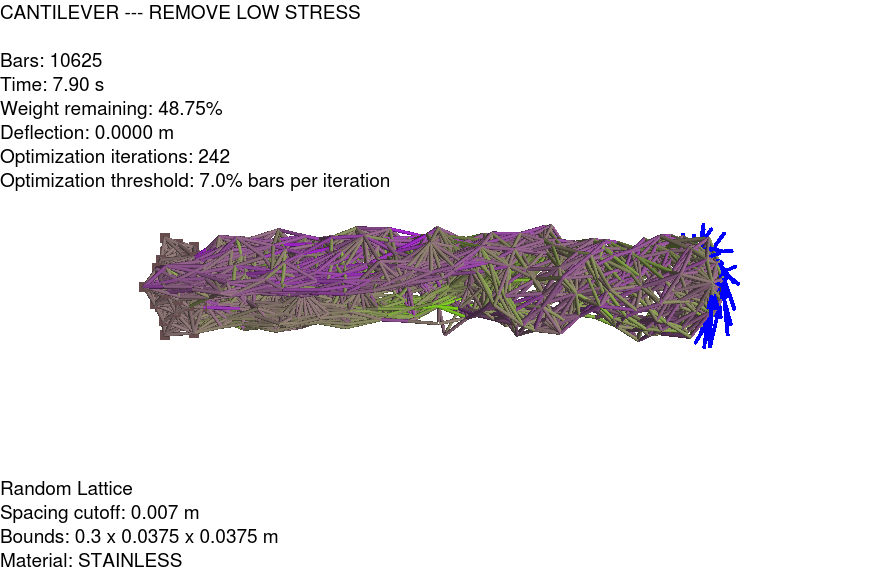 CANTILEVER --- REMOVE LOW STRESS
Bars: 10625
Time: 7.90 s
Weight remaining: 48.75%
Deflection: 0.0000 m
Optimization iterations: 242
Optimization threshold: 7.0% bars per iteration
Random Lattice
Spacing cutoff: 0.007 m
Bounds: 0.3 x 0.0375 x 0.0375 m
Material: STAINLESS